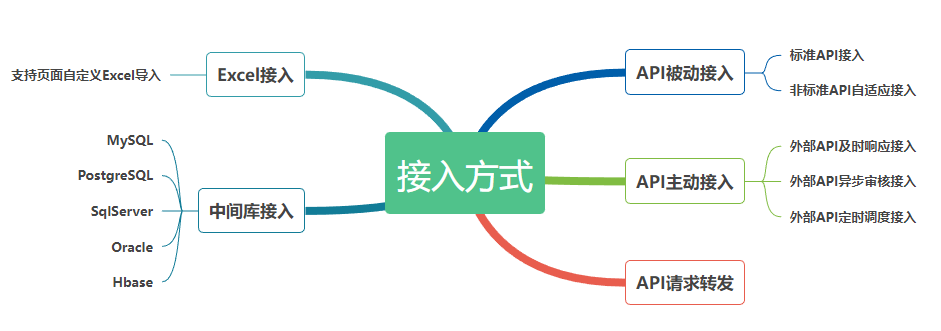 接入方式
Excel接入
支持页面自定义Excel导入
中间库接入
MySQL
PostgreSQL
SqlServer
Oracle
Hbase
API被动接入
标准API接入
非标准API自适应接入
API主动接入
外部API及时响应接入
外部API异步审核接入
外部API定时调度接入
API请求转发